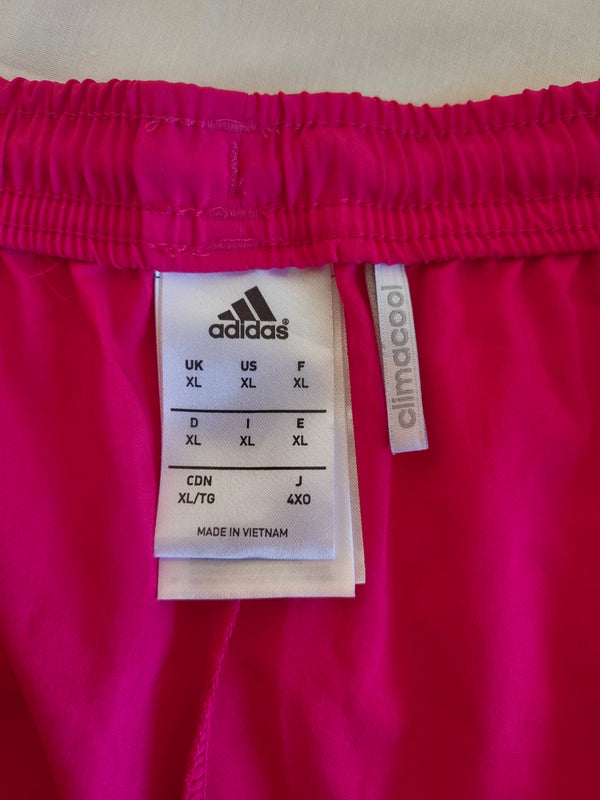 adidas®
UK US F
XL XL XL
D I E
XL XL XL
CDN J
XL/TG 4XO
MADE IN VIETNAM
climacool